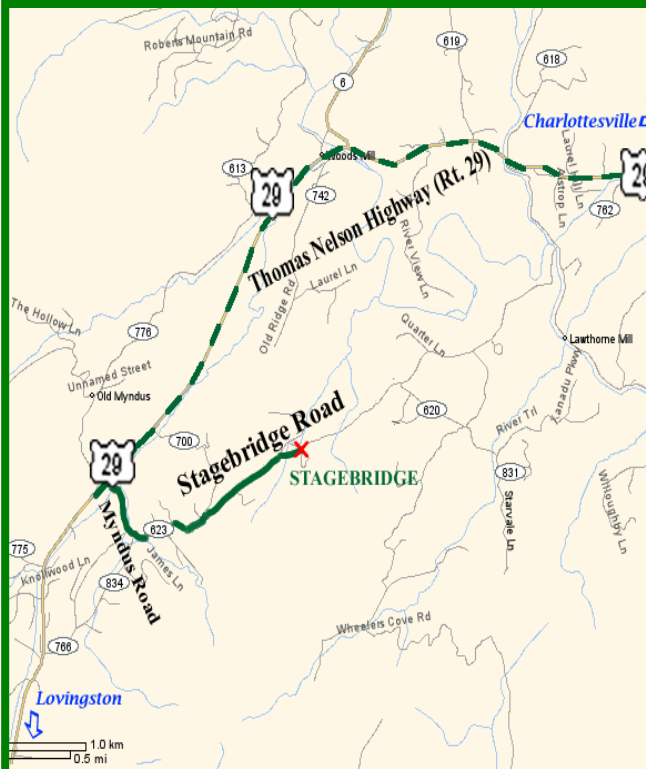 Roberts Mountain Rd
619
618
6
Charlottesville
Woods Mill
613
29
742
Laurel Hill Ln
Alstrop Ln
29
762
Thomas Nelson Highway (Rt. 29)
River View Ln
Laurel Ln
Old Ridge Rd
The Hollow Ln
776
Quarter Ln
Lawthorne Mill
Xanadu Pkwy
Unnamed Street
Old Myndus
620
River Trl
Stagebridge Road
700
29
STAGEBRIDGE
831
Starvale Ln
Willoughby Ln
Myndus Road
623
775
James Ln
Knollwood Ln
834
Wheelers Cove Rd
766
Lovingston
1.0 km
0.5 mi